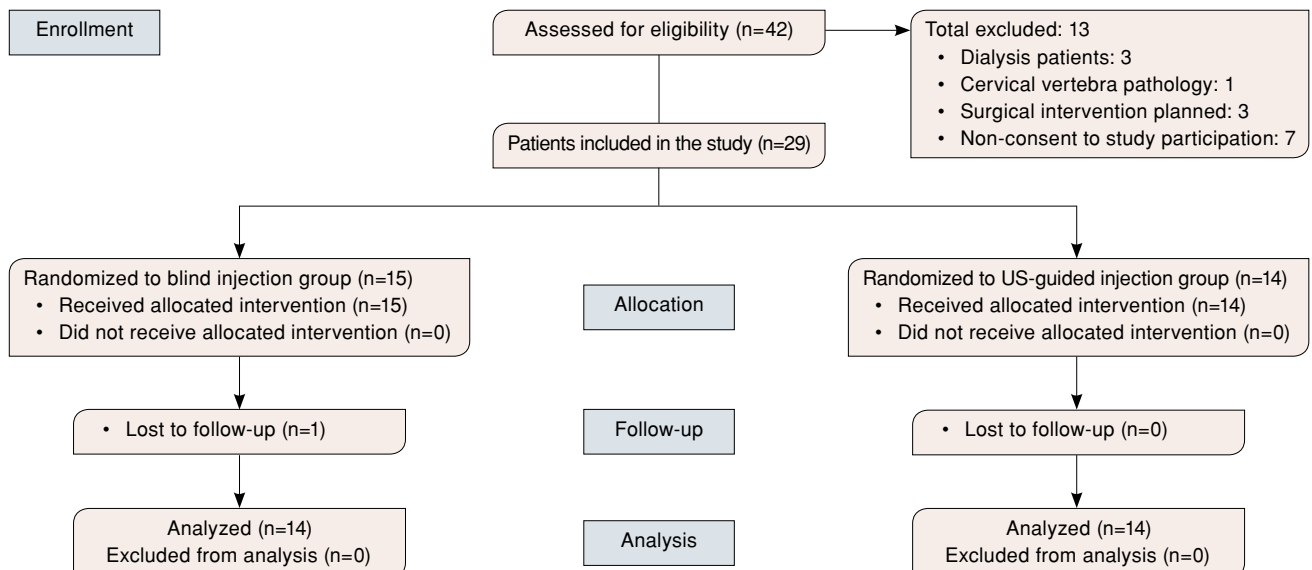 Enrollment
Assessed for eligibility (n=42)
Total excluded: 13
• Dialysis patients: 3
• Cervical vertebra pathology: 1
• Surgical intervention planned: 3
• Non-consent to study participation: 7
Patients included in the study (n=29)
Randomized to blind injection group (n=15)
• Received allocated intervention (n=15)
• Did not receive allocated intervention (n=0)
Allocation
Randomized to US-guided injection group (n=14)
• Received allocated intervention (n=14)
• Did not receive allocated intervention (n=0)
• Lost to follow-up (n=1)
Follow-up
• Lost to follow-up (n=0)
Analyzed (n=14)
Excluded from analysis (n=0)
Analysis
Analyzed (n=14)
Excluded from analysis (n=0)